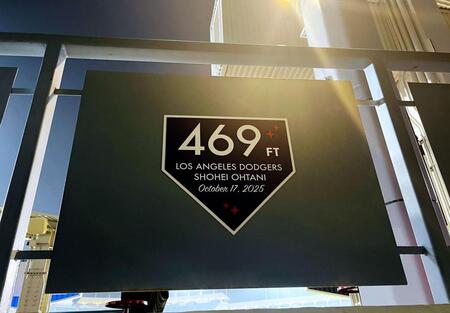 469 FT
LOS ANGELES DODGERS
SHOHEI OHTANI
October 17, 2025